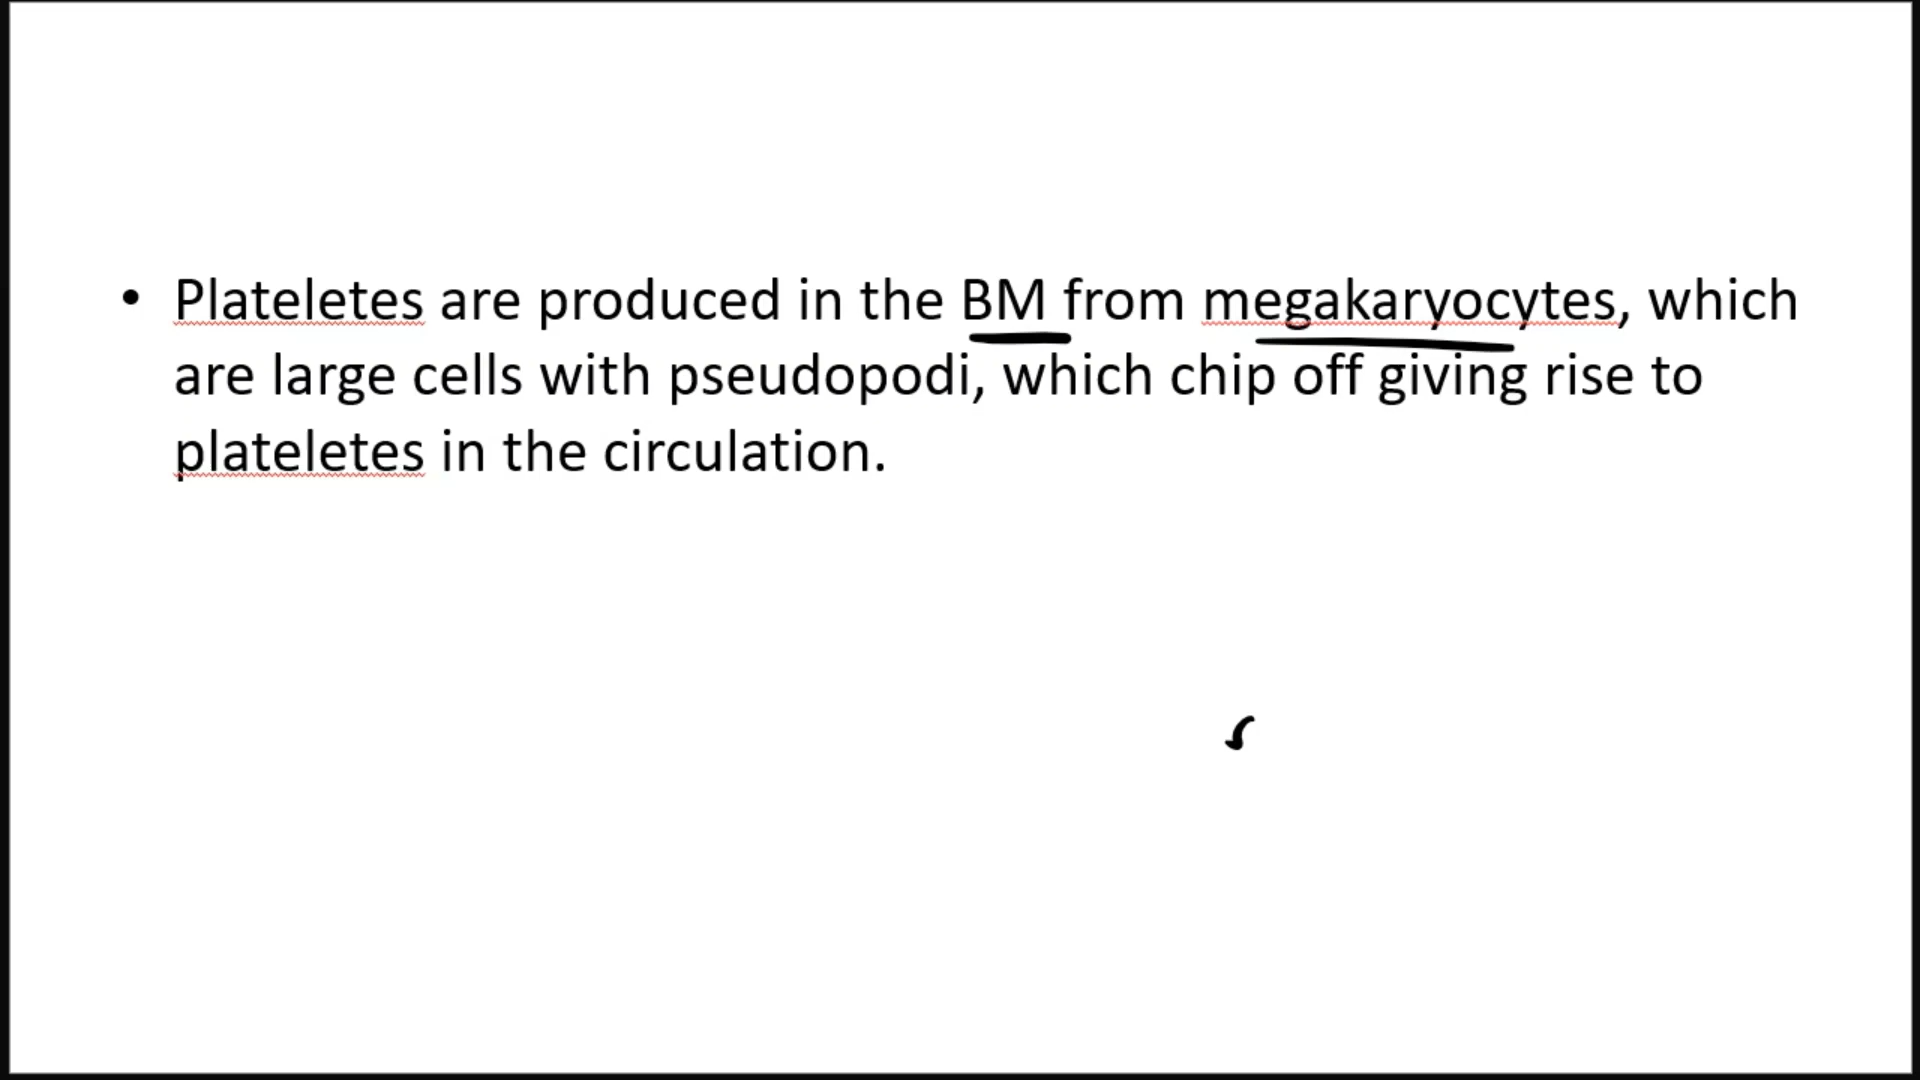 • Plateletes are produced in the BM from megakaryocytes, which
are large cells with pseudopodi, which chip off giving rise to
plateletes in the circulation.